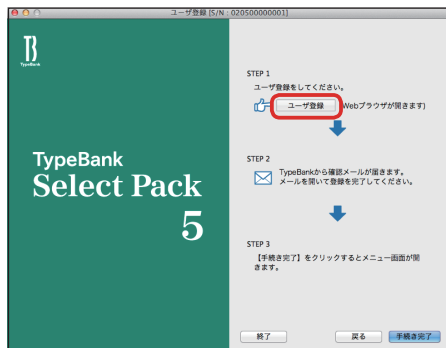 ユーザ登録 [S/N : 020500000001]
TypeBank
TypeBank
Select Pack
5
STEP 1
ユーザ登録をしてください。
ユーザ登録
(Webブラウザが開きます)
STEP 2
TypeBankから確認メールが届きます。
メールを開いて登録を完了してください。
STEP 3
【手続き完了】をクリックするとメニュー画面が開
きます。
終了
戻る
手続き完了